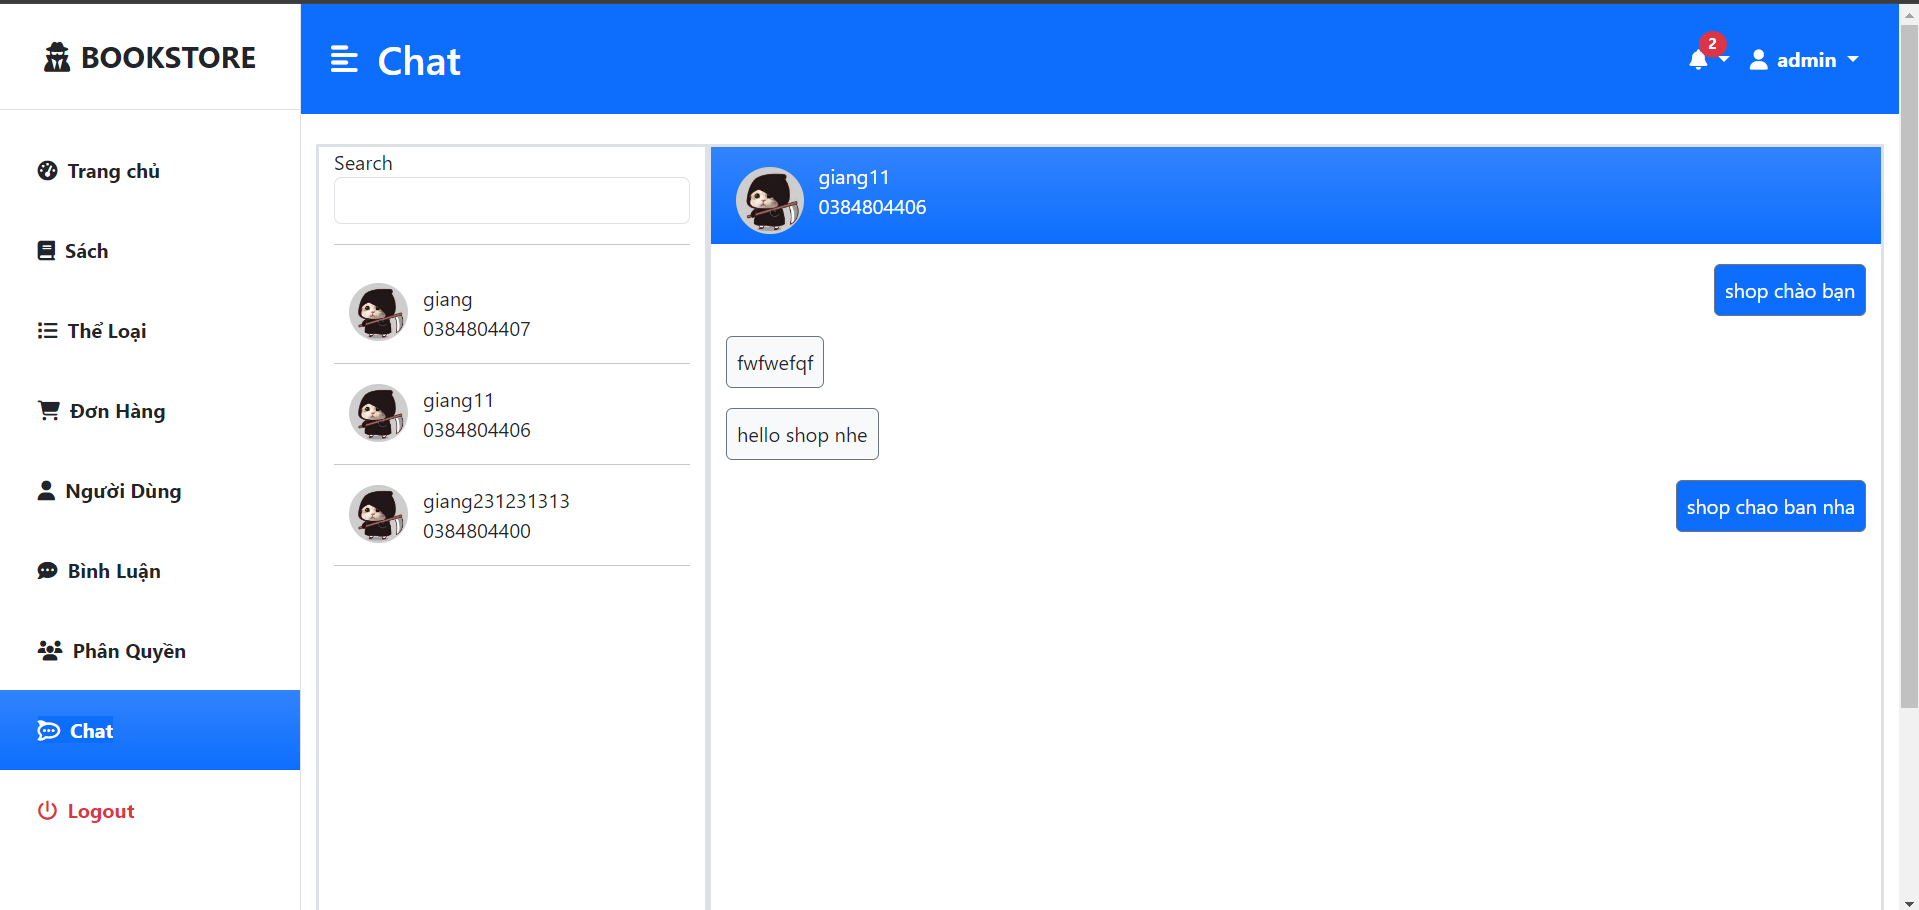 BOOKSTORE
Trang chủ
Sách
Thể Loại
Đơn Hàng
Người Dùng
Bình Luận
Phân Quyền
Chat
Logout
Chat
2
admin
Search
giang
0384804407
giang11
0384804406
giang231231313
0384804400
giang11
0384804406
shop chào bạn
fwfwefqf
hello shop nhe
shop chao ban nha